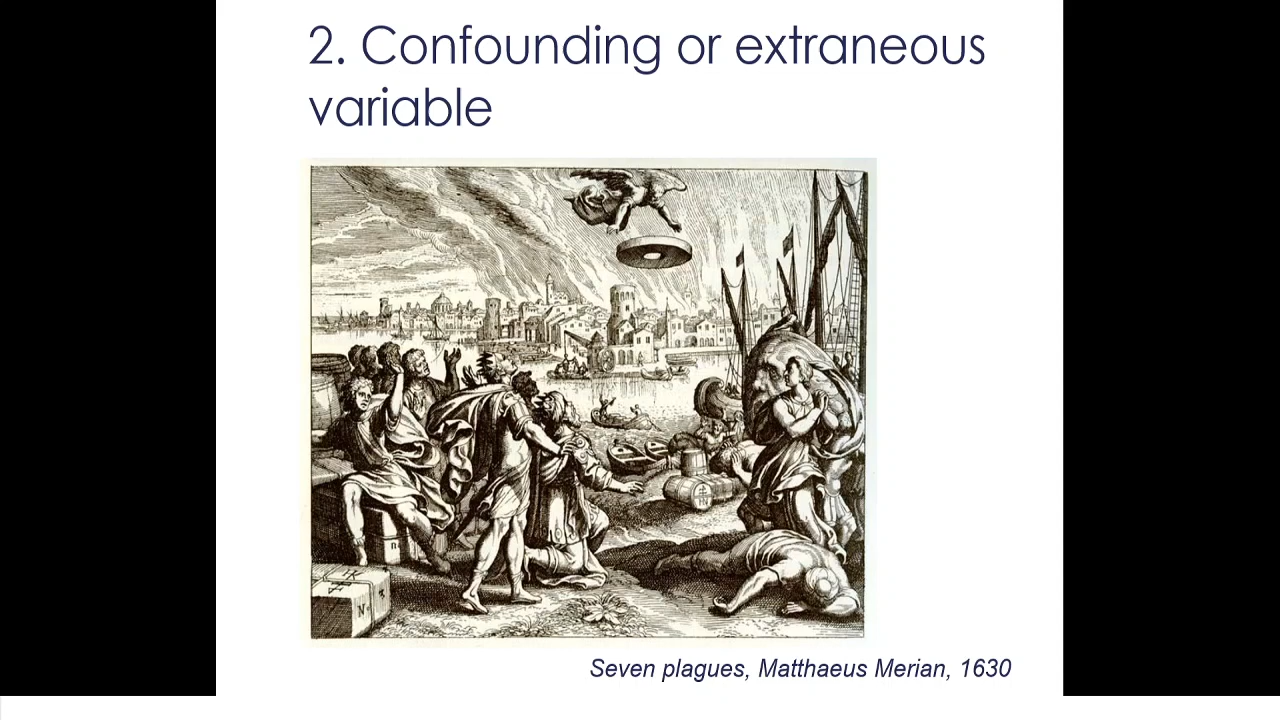 2. Confounding or extraneous
variable
Seven plagues, Matthaeus Merian, 1630